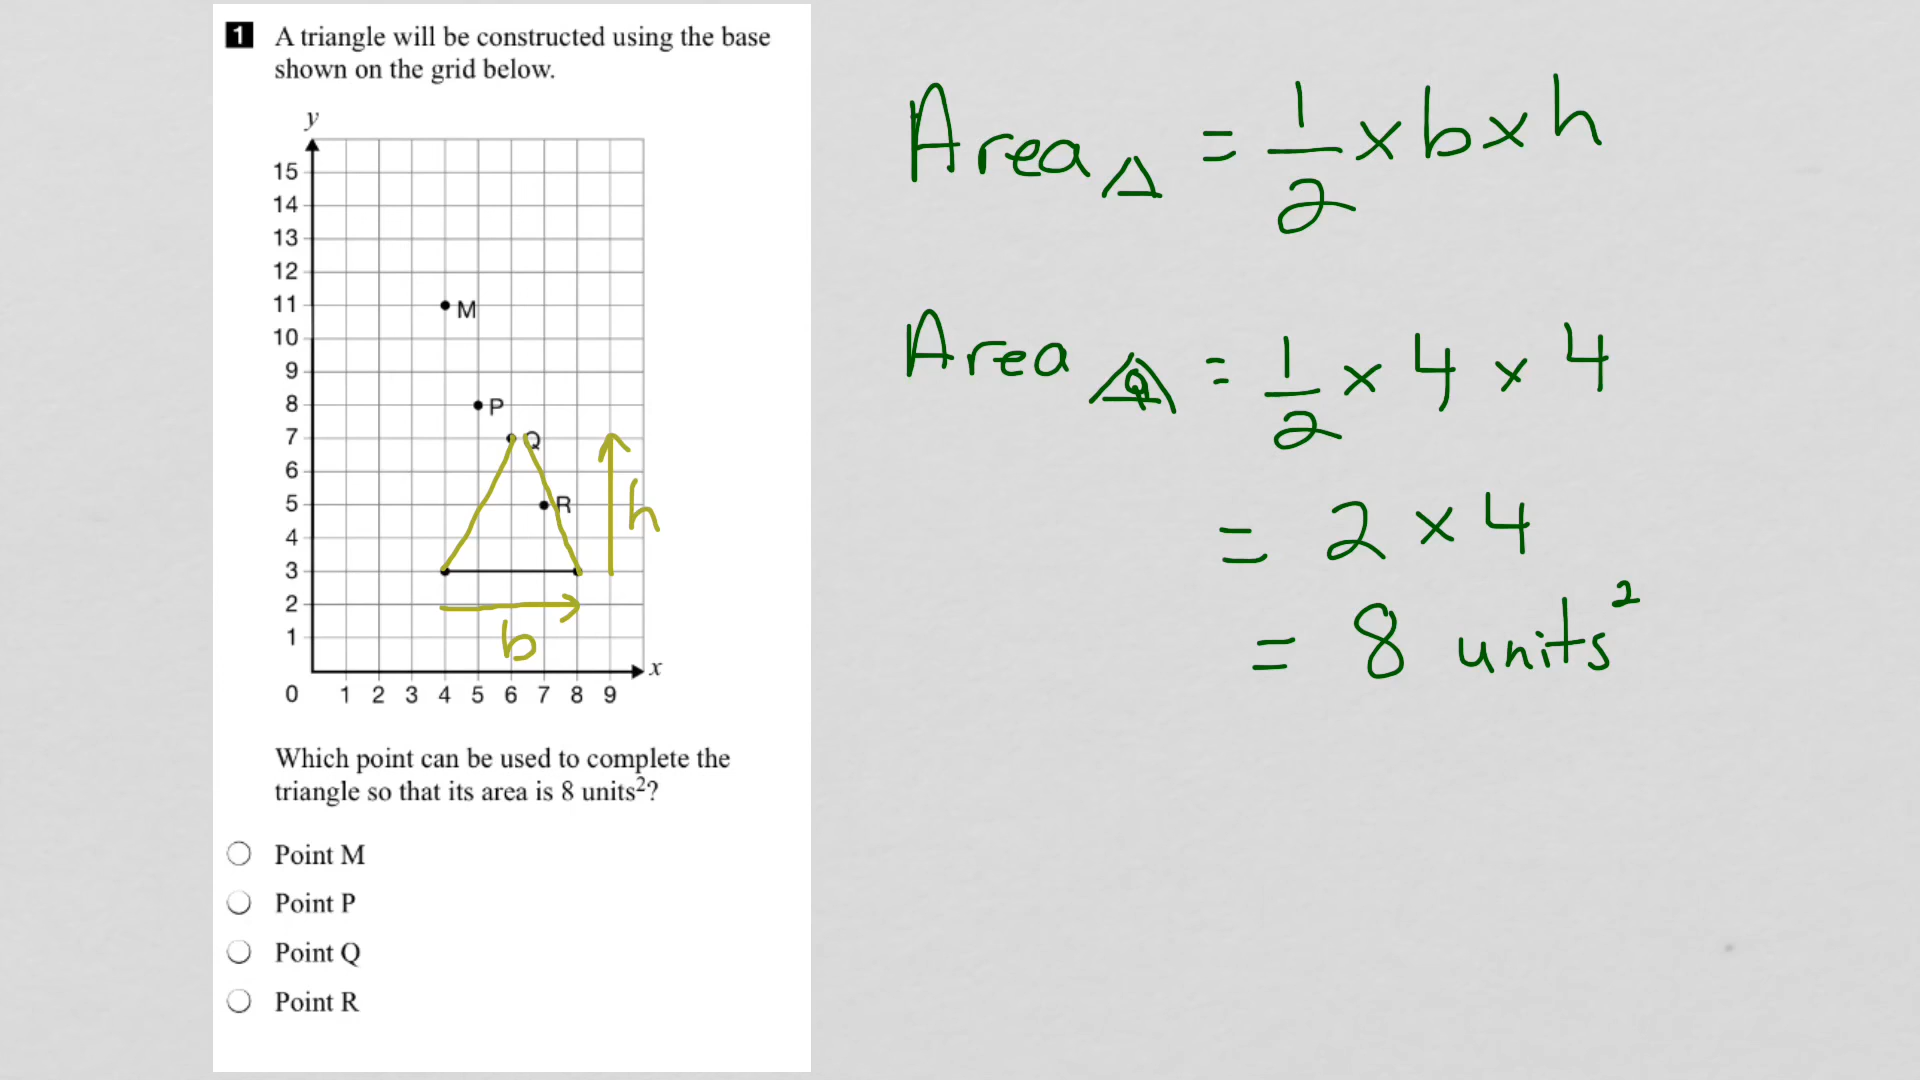 1 A triangle will be constructed using the base
shown on the grid below.
y
15
14
13
12
11
10
9
8
7
6
5
4
3
2
1
M
P
Q
R
h
b
x
0 1 2 3 4 5 6 7 8 9
Which point can be used to complete the
triangle so that its area is 8 units²?
Point M
Point P
Point Q
Point R
Area △ = 1/2 × b × h
Area △Q = 1/2 × 4 × 4
= 2 × 4
= 8 units²